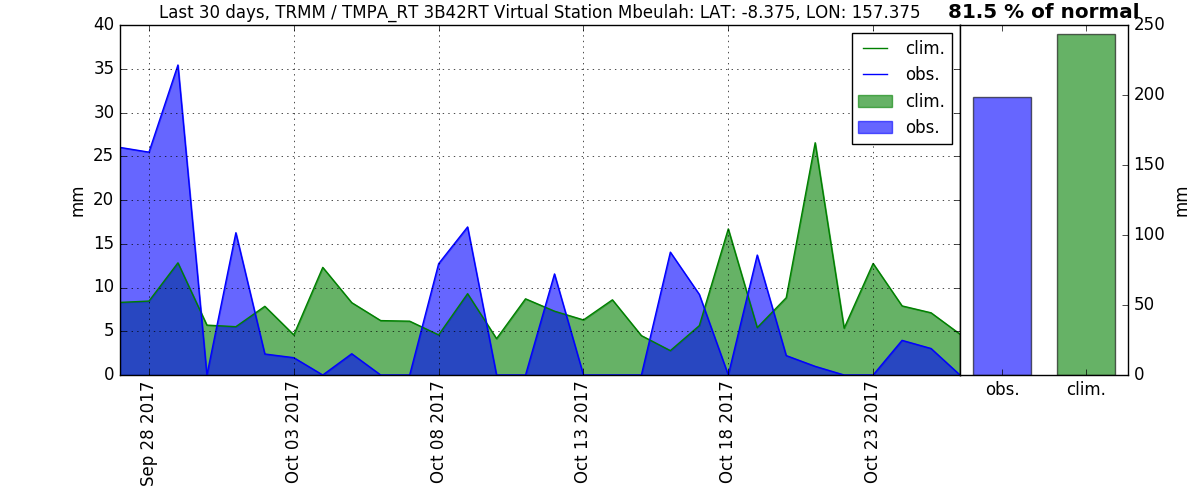 Last 30 days, TRMM / TMPA_RT 3B42RT Virtual Station Mbeulah: LAT: -8.375, LON: 157.375
81.5 % of normal
40
35
30
25
20
15
10
5
0
mm
clim.
obs.
clim.
obs.
Sep 28 2017
Oct 03 2017
Oct 08 2017
Oct 13 2017
Oct 18 2017
Oct 23 2017
250
200
150
100
50
0
mm
obs.
clim.